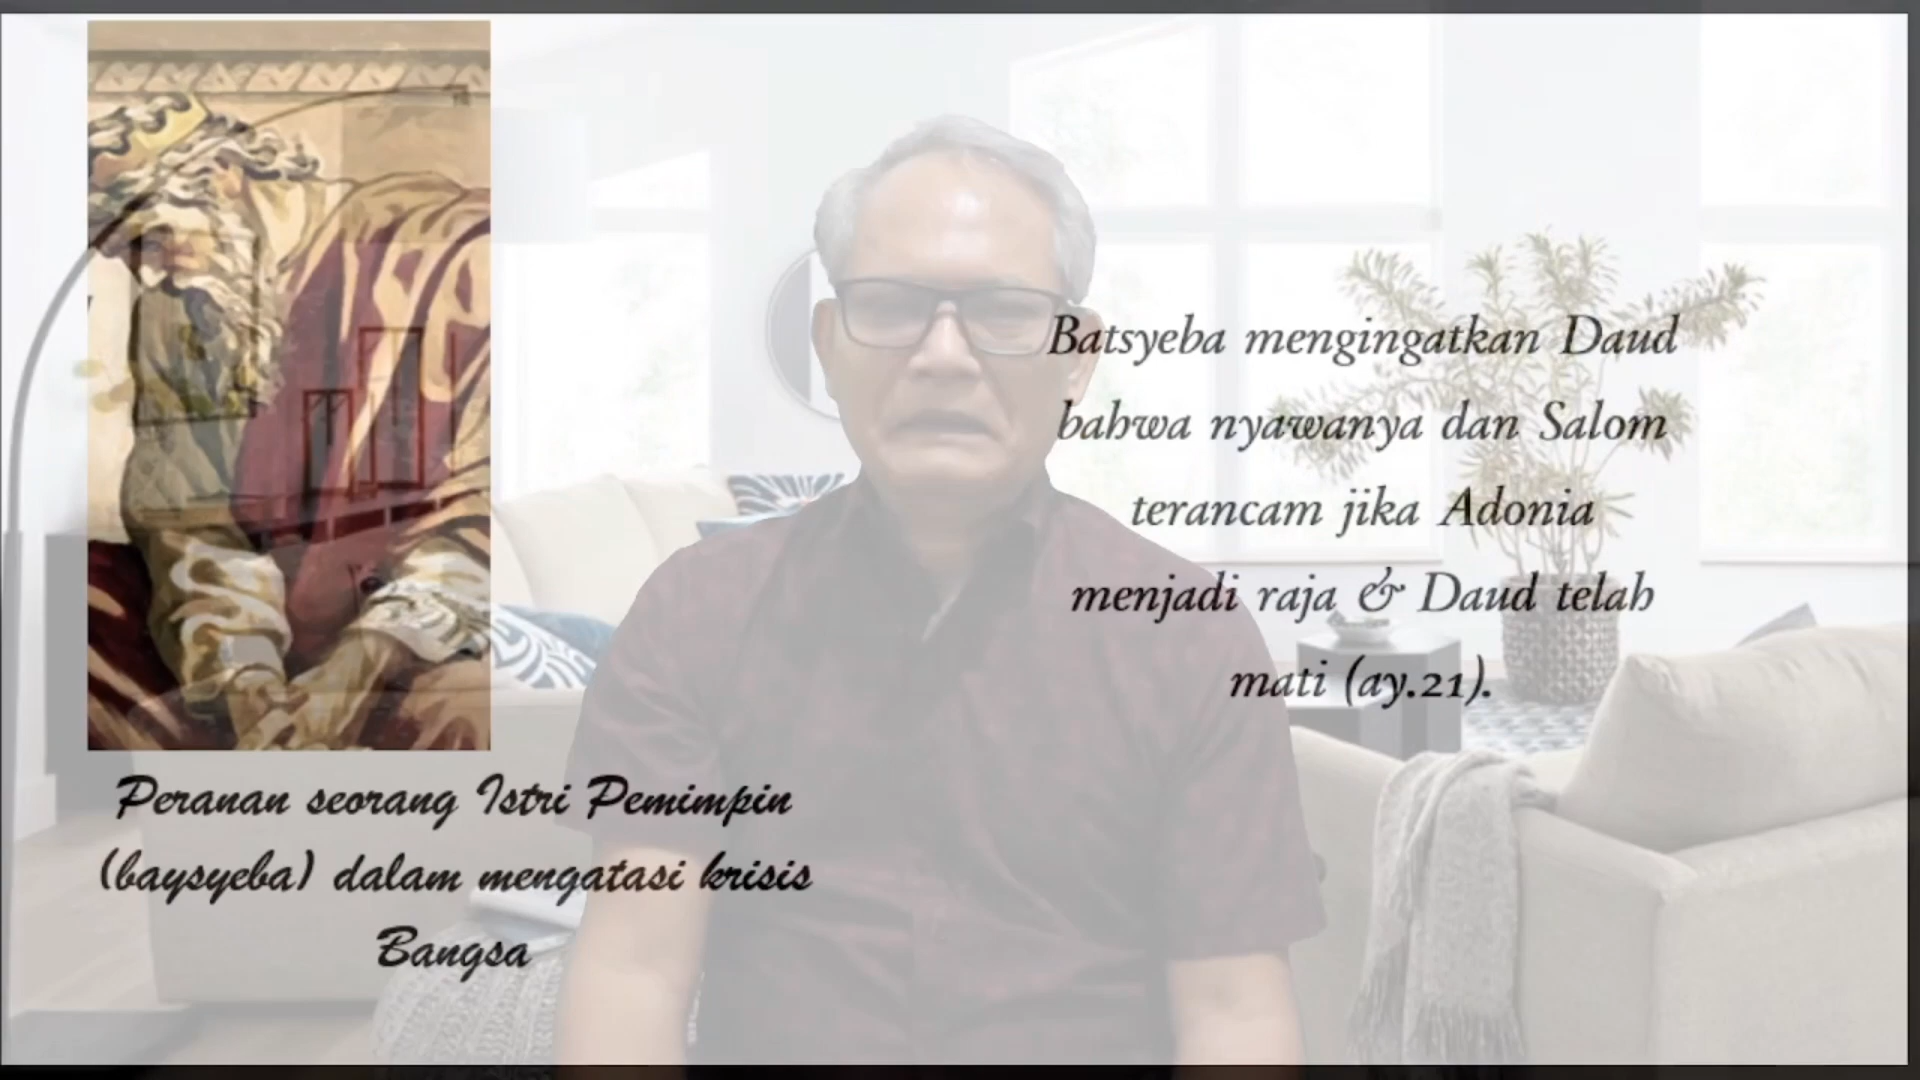 Batsyeba mengingatkan Daud
bahwa nyawanya dan Salom
terancam jika Adonia
menjadi raja & Daud telah
mati (ay.21).
Peranan seorang Istri Pemimpin
(baysyeba) dalam mengatasi krisis
Bangsa